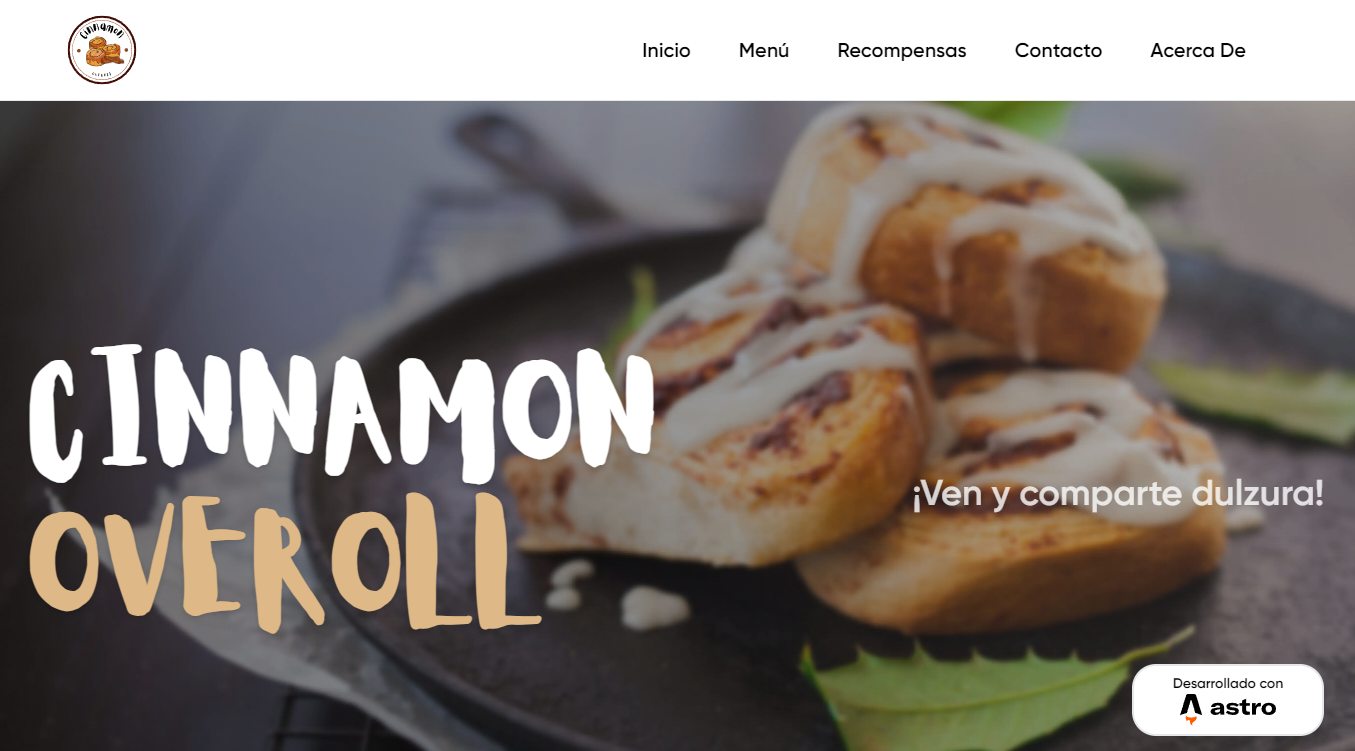 Cinnamon
Inicio Menú Recompensas Contacto Acerca De
CINNAMON
OVEROLL
¡Ven y comparte dulzura!
Desarrollado con
astro